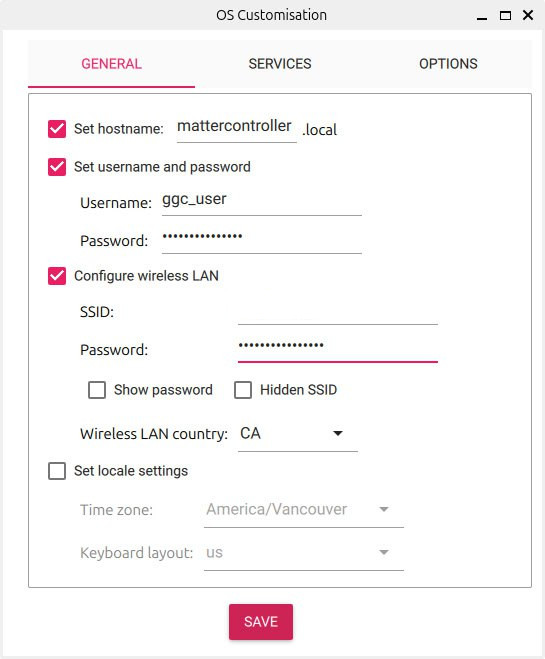 OS Customisation
GENERAL SERVICES OPTIONS
Set hostname: mattercontroller .local
Set username and password
Username: ggc_user
Password: •••••••••••••••
Configure wireless LAN
SSID:
Password: ••••••••••••••••
Show password Hidden SSID
Wireless LAN country: CA
Set locale settings
Time zone: America/Vancouver
Keyboard layout: us
SAVE